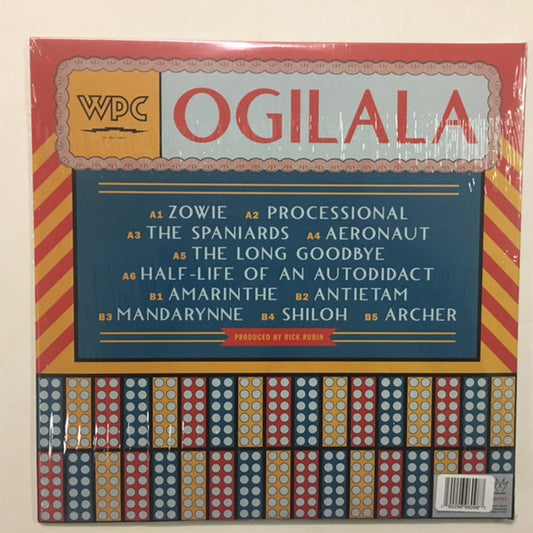 WPC
OGILALA
A1 ZOWIE A2 PROCESSIONAL
A3 THE SPANIARDS A4 AERONAUT
A5 THE LONG GOODBYE
A6 HALF-LIFE OF AN AUTODIDACT
B1 AMARINTHE B2 ANTIETAM
B3 MANDARYNNE B4 SHILOH B5 ARCHER
PRODUCED BY RICK RUBIN